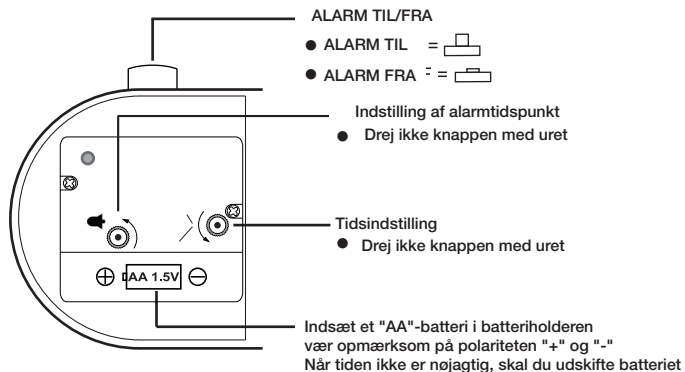 ALARM TIL/FRA
● ALARM TIL =
● ALARM FRA =
Indstilling af alarmtidspunkt
● Drej ikke knappen med uret
Tidsindstilling
● Drej ikke knappen med uret
AA 1.5V
Indsæt et "AA"-batteri i batteriholderen
vær opmærksom på polariteten "+" og "-"
Når tiden ikke er nøjagtig, skal du udskifte batteriet